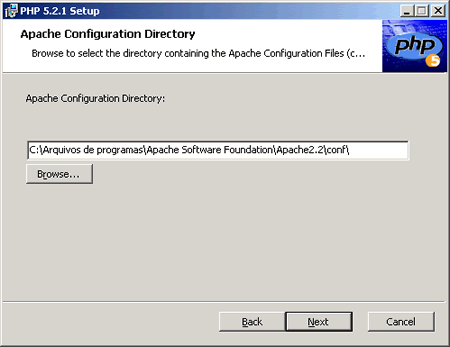 PHP 5.2.1 Setup
Apache Configuration Directory
Browse to select the directory containing the Apache Configuration Files (c...
php
5
Apache Configuration Directory:
C:\Arquivos de programas\Apache Software Foundation\Apache2.2\conf\
Browse...
Back
Next
Cancel